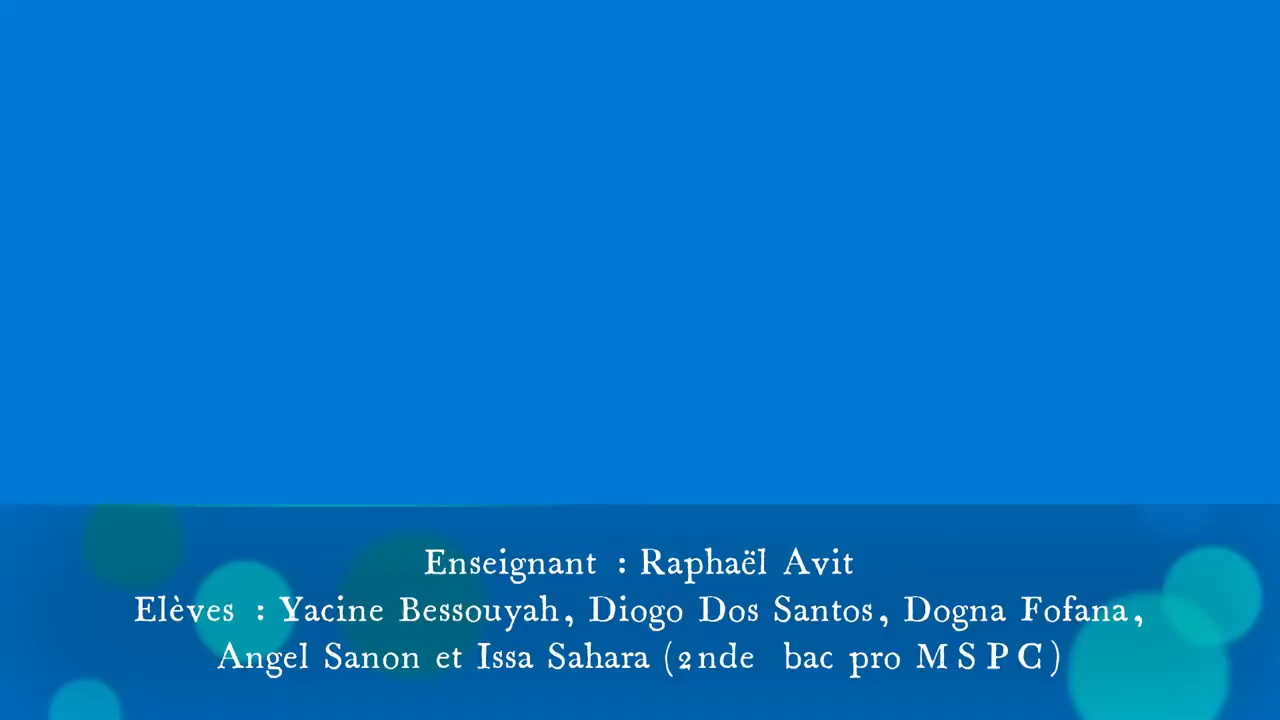 Enseignant : Raphaël Avit
Elèves : Yacine Bessouyah, Diogo Dos Santos, Dogna Fofana,
Angel Sanon et Issa Sahara (2nde bac pro M S P C)